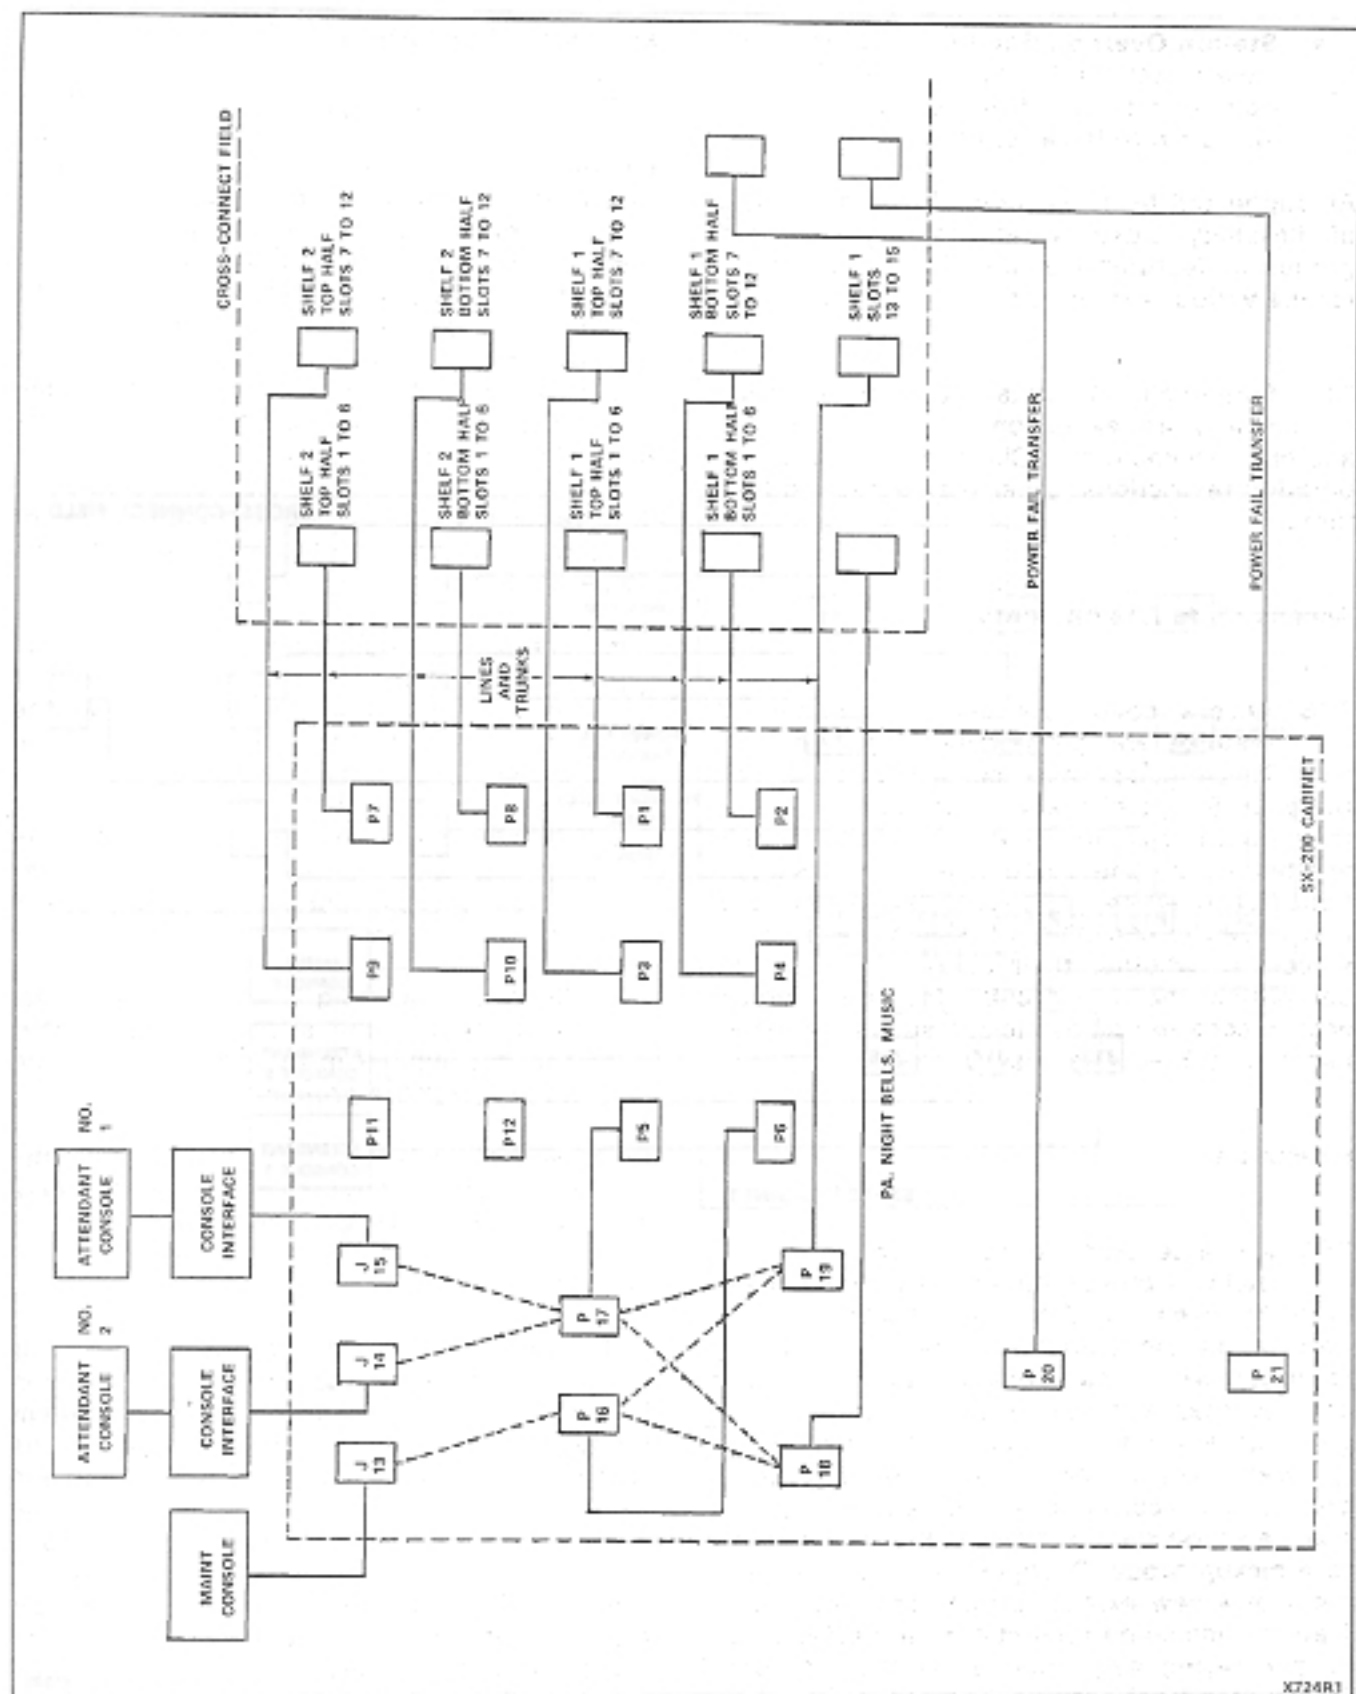 CROSS-CONNECT FIELD
SHELF 2
TOP HALF
SLOTS 7 TO 12
SHELF 2
BOTTOM HALF
SLOTS 7 TO 12
SHELF 1
TOP HALF
SLOTS 7 TO 12
SHELF 1
BOTTOM HALF
SLOTS 7
TO 12
SHELF 1
SLOTS
13 TO 15
SHELF 2
TOP HALF
SLOTS 1 TO 6
SHELF 2
BOTTOM HALF
SLOTS 1 TO 6
SHELF 1
TOP HALF
SLOTS 1 TO 6
SHELF 1
BOTTOM HALF
SLOTS 1 TO 6
POWER FAIL TRANSFER
POWER FAIL TRANSFER
LINES
AND
TRUNKS
P7
P8
P1
P2
SX-200 CABINET
P9
P10
P3
P4
PA, NIGHT BELLS, MUSIC
P11
P12
P5
P6
ATTENDANT
CONSOLE
NO.
1
CONSOLE
INTERFACE
J
15
P
17
P
19
ATTENDANT
CONSOLE
NO.
2
CONSOLE
INTERFACE
J
14
P
16
P
20
P
21
MAINT
CONSOLE
J
13
P
18
X724R1